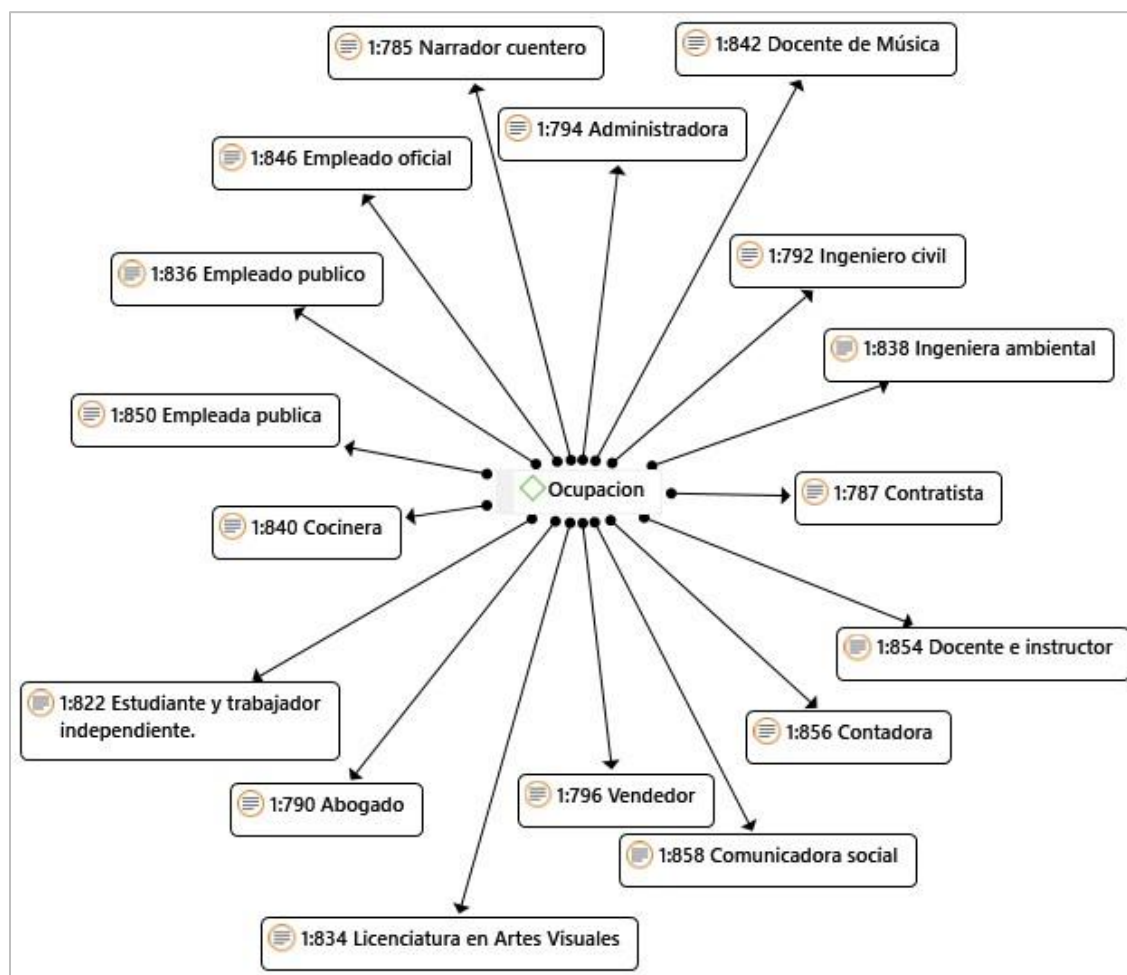 1:785 Narrador cuentero
1:842 Docente de Música
1:794 Administradora
1:846 Empleado oficial
1:792 Ingeniero civil
1:836 Empleado publico
1:838 Ingeniera ambiental
1:850 Empleada publica
Ocupacion
1:787 Contratista
1:840 Cocinera
1:854 Docente e instructor
1:822 Estudiante y trabajador
independiente.
1:856 Contadora
1:790 Abogado
1:796 Vendedor
1:858 Comunicadora social
1:834 Licenciatura en Artes Visuales